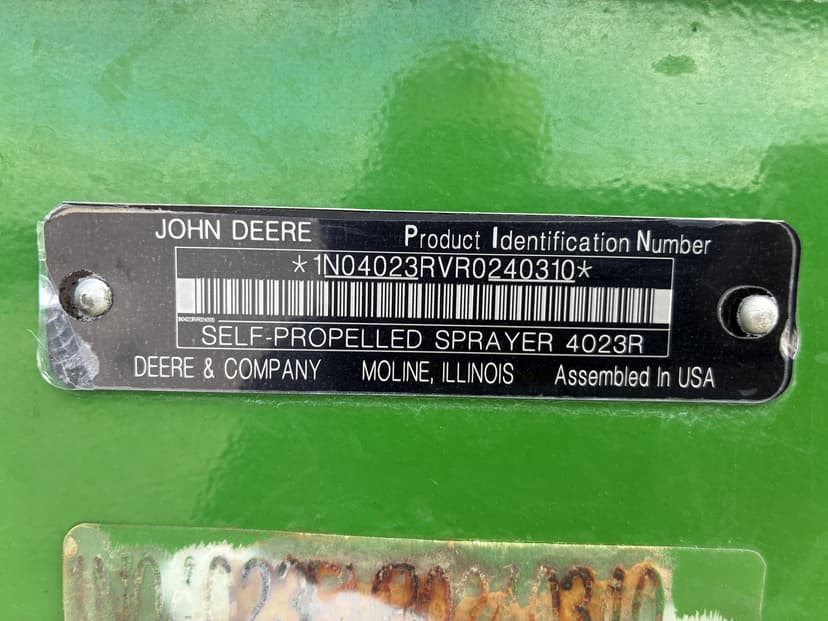 JOHN DEERE Product Identification Number
*1N04023RVR0240310*
SELF-PROPELLED SPRAYER 4023R
DEERE & COMPANY MOLINE, ILLINOIS Assembled In USA